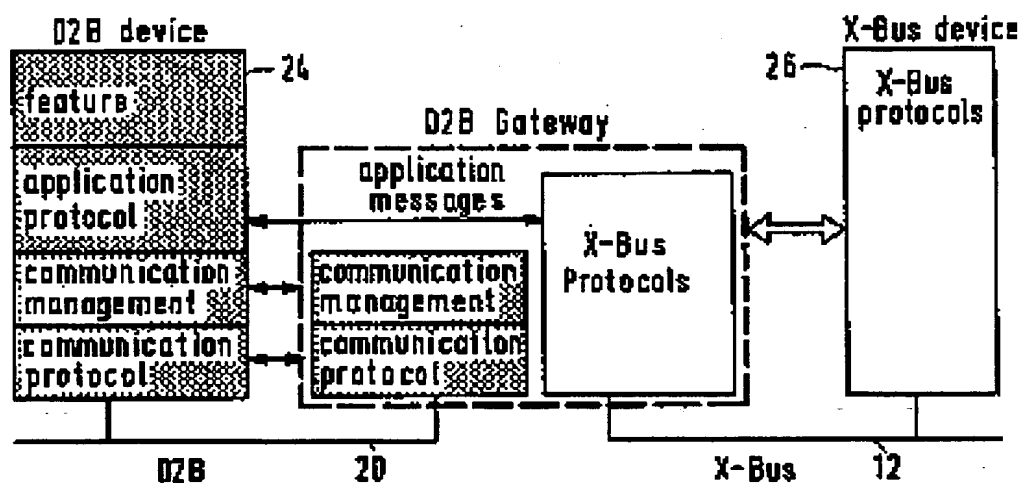 D2B device
X-Bus device
24
26
feature
X-Bus
protocols
D2B Gateway
application
protocol
application
messages
X-Bus
Protocols
communication
management
communication
management
communication
protocol
communication
protocol
D2B
20
X-Bus
12